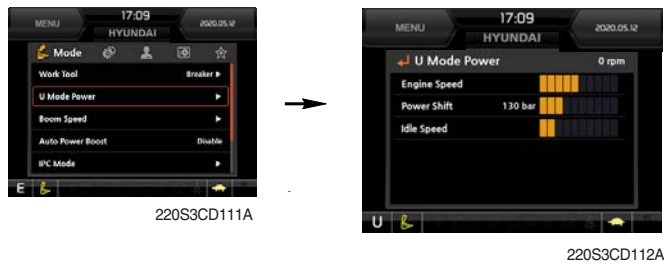 MENU
17:09
2020.05.12
HYUNDAI
Mode
Work Tool Breaker
U Mode Power
Boom Speed
Auto Power Boost Disable
IPC Mode
E
220S3CD111A
MENU
17:09
2020.05.12
HYUNDAI
U Mode Power 0 rpm
Engine Speed
Power Shift 130 bar
Idle Speed
U
220S3CD112A